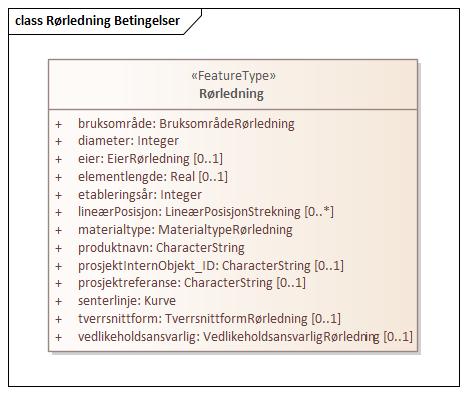 class Rørledning Betingelser
«FeatureType»
Rørledning
+ bruksområde: BruksområdeRørledning
+ diameter: Integer
+ eier: EierRørledning [0..1]
+ elementlengde: Real [0..1]
+ etableringsår: Integer
+ lineærPosisjon: LineærPosisjonStrekning [0..*]
+ materialtype: MaterialtypeRørledning
+ produktnavn: CharacterString
+ prosjektInternObjekt_ID: CharacterString [0..1]
+ prosjektreferanse: CharacterString [0..1]
+ senterlinje: Kurve
+ tverrsnittform: TverrsnittformRørledning [0..1]
+ vedlikeholdsansvarlig: VedlikeholdsansvarligRørledning [0..1]